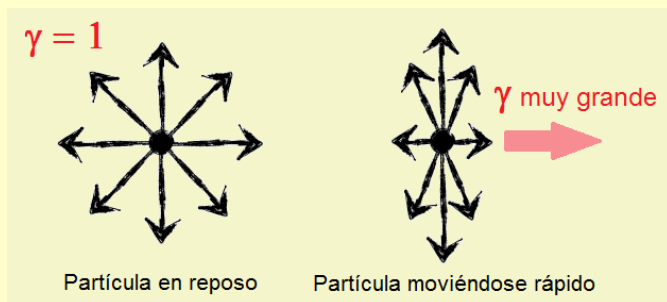 γ = 1
γ muy grande
Partícula en reposo
Partícula moviéndose rápido